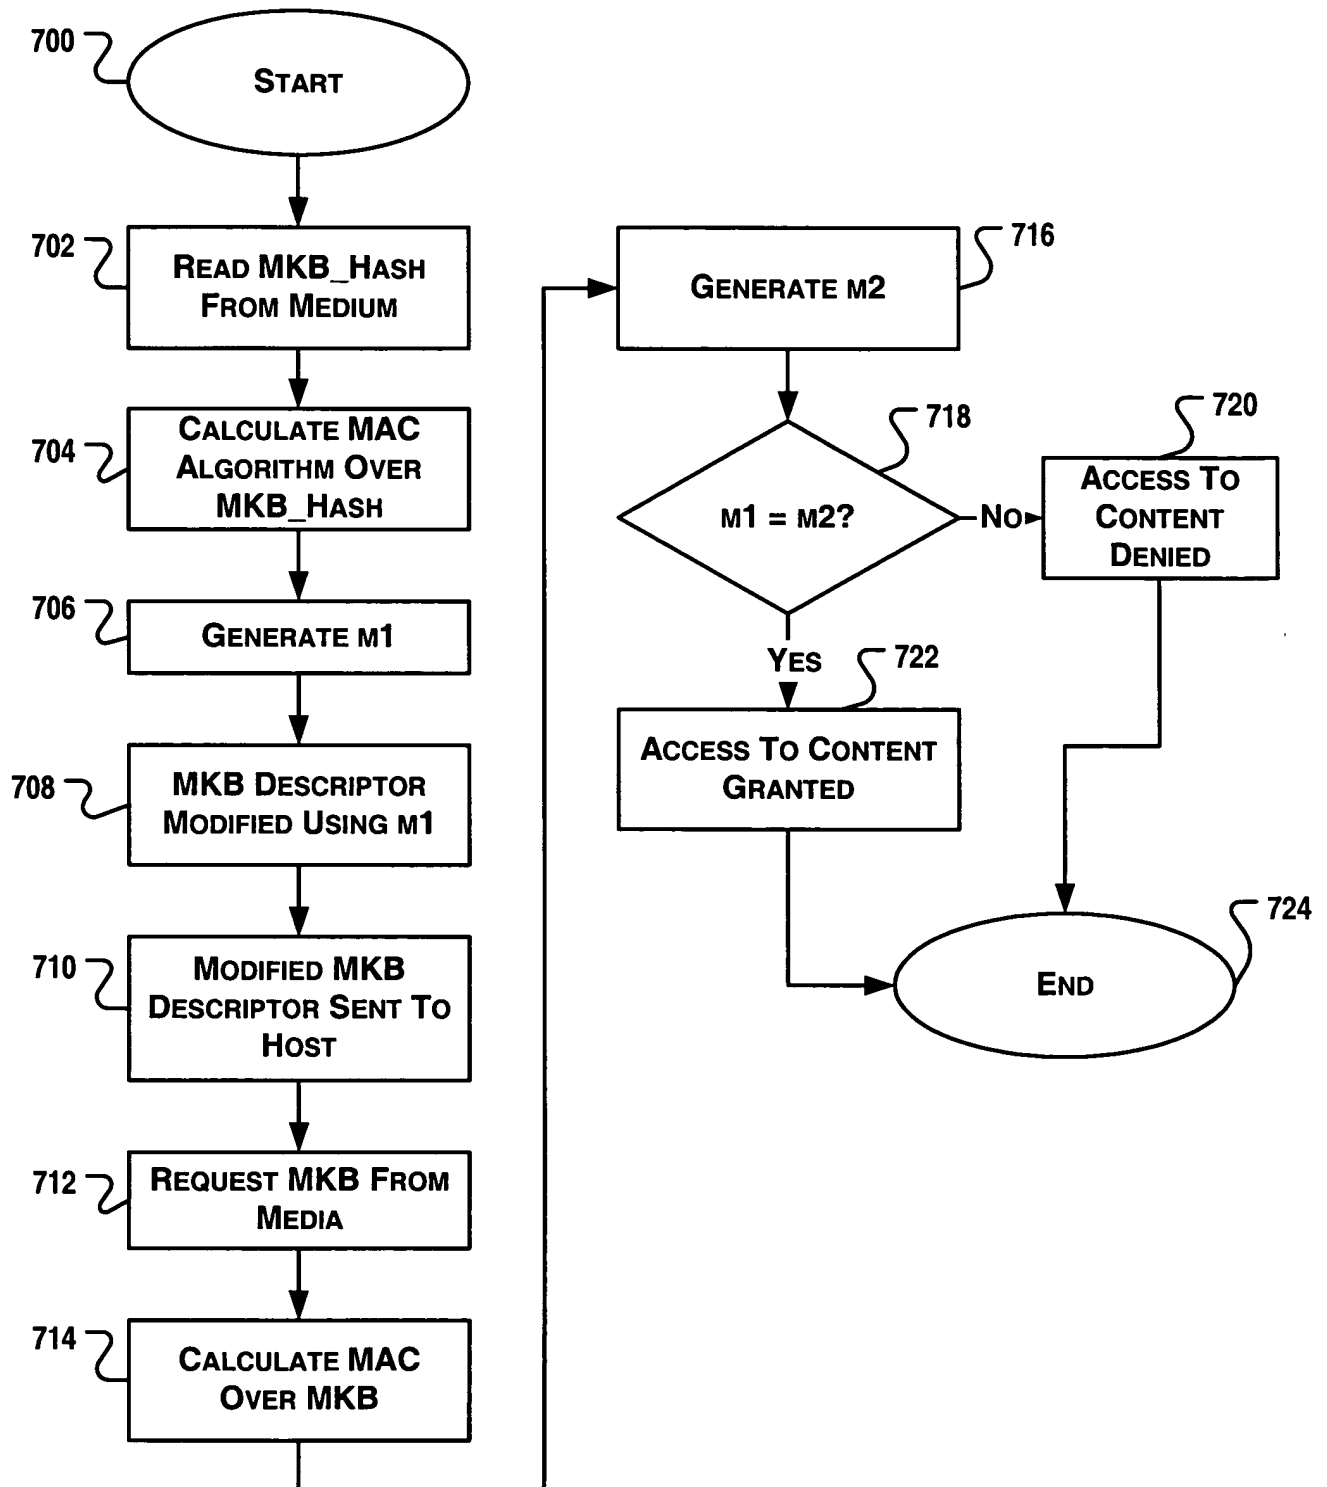 700
START
702
READ MKB_HASH
FROM MEDIUM
704
CALCULATE MAC
ALGORITHM OVER
MKB_HASH
706
GENERATE M1
708
MKB DESCRIPTOR
MODIFIED USING M1
710
MODIFIED MKB
DESCRIPTOR SENT TO
HOST
712
REQUEST MKB FROM
MEDIA
714
CALCULATE MAC
OVER MKB
716
GENERATE M2
718
M1 = M2?
NO
720
ACCESS TO
CONTENT
DENIED
YES
722
ACCESS TO CONTENT
GRANTED
724
END